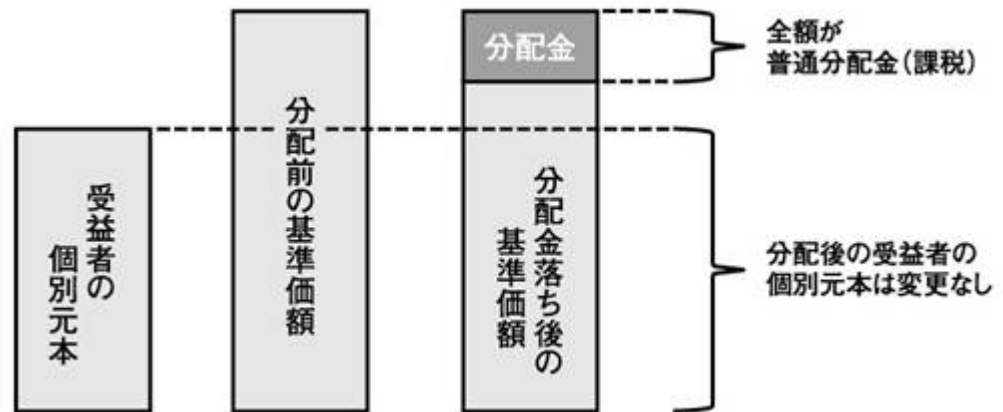 受益者の
個別元本
分配前の基準価額
分配金
分配金落ち後の
基準価額
全額が
普通分配金（課税）
分配後の受益者の
個別元本は変更なし